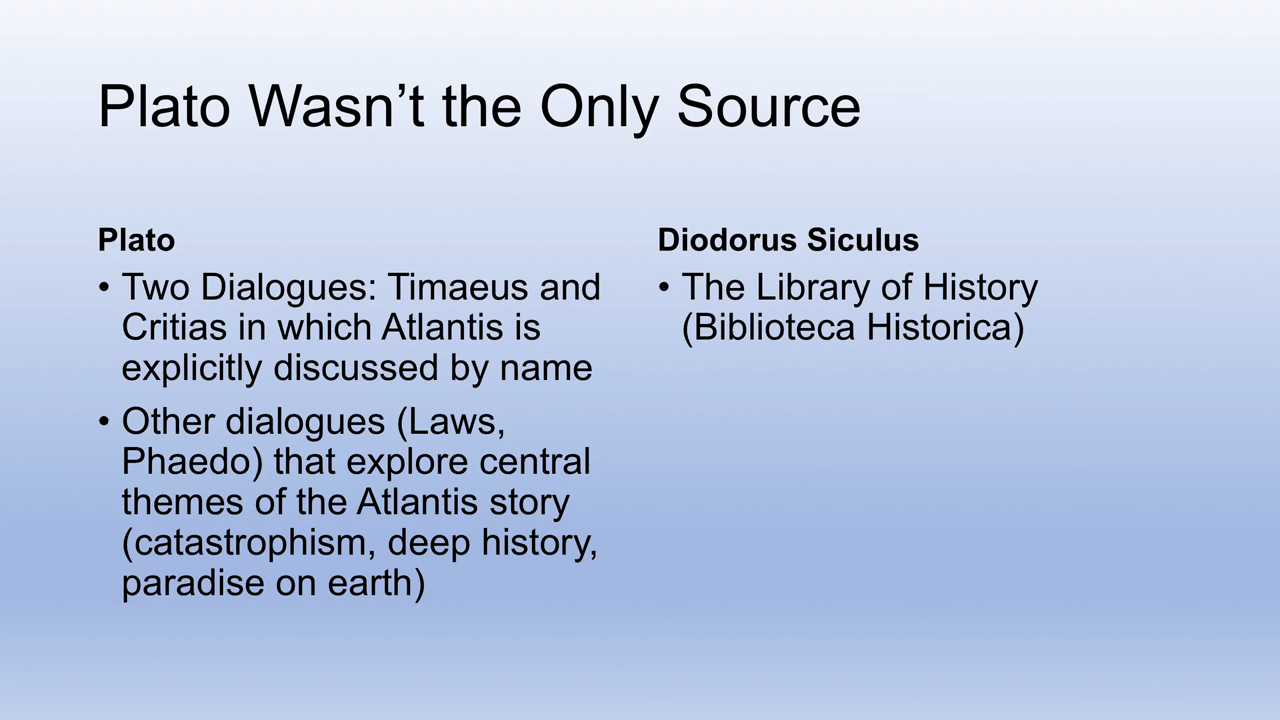 Plato Wasn’t the Only Source
Plato
• Two Dialogues: Timaeus and
Critias in which Atlantis is
explicitly discussed by name
• Other dialogues (Laws,
Phaedo) that explore central
themes of the Atlantis story
(catastrophism, deep history,
paradise on earth)
Diodorus Siculus
• The Library of History
(Biblioteca Historica)